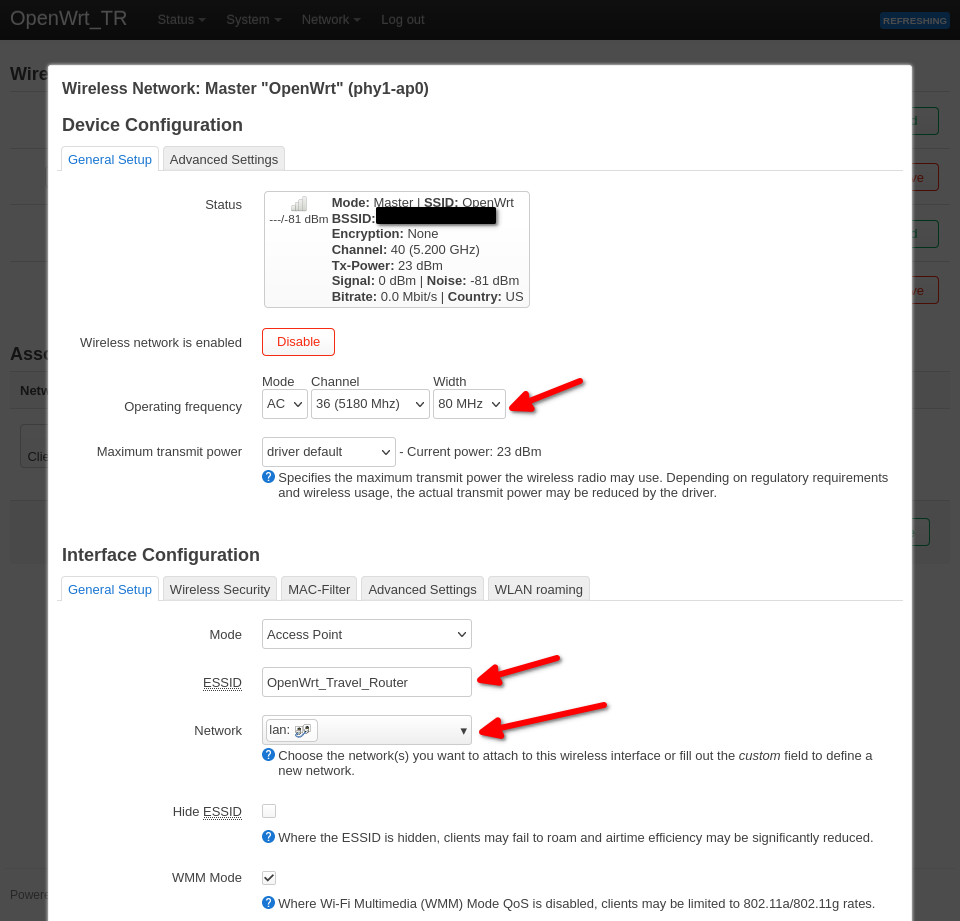 OpenWrt_TR Status System Network Log out REFRESHING
Wire
Wireless Network: Master "OpenWrt" (phy1-ap0)
Device Configuration
General Setup Advanced Settings
Status
---/-81 dBm
Mode: Master | SSID: OpenWrt
BSSID:
Encryption: None
Channel: 40 (5.200 GHz)
Tx-Power: 23 dBm
Signal: 0 dBm | Noise: -81 dBm
Bitrate: 0.0 Mbit/s | Country: US
Wireless network is enabled Disable
Mode Channel Width
Operating frequency AC 36 (5180 Mhz) 80 MHz
Maximum transmit power driver default - Current power: 23 dBm
Specifies the maximum transmit power the wireless radio may use. Depending on regulatory requirements
and wireless usage, the actual transmit power may be reduced by the driver.
Interface Configuration
General Setup Wireless Security MAC-Filter Advanced Settings WLAN roaming
Mode Access Point
ESSID OpenWrt_Travel_Router
Network lan:
Choose the network(s) you want to attach to this wireless interface or fill out the custom field to define a
new network.
Hide ESSID
Where the ESSID is hidden, clients may fail to roam and airtime efficiency may be significantly reduced.
WMM Mode
Where Wi-Fi Multimedia (WMM) Mode QoS is disabled, clients may be limited to 802.11a/802.11g rates.